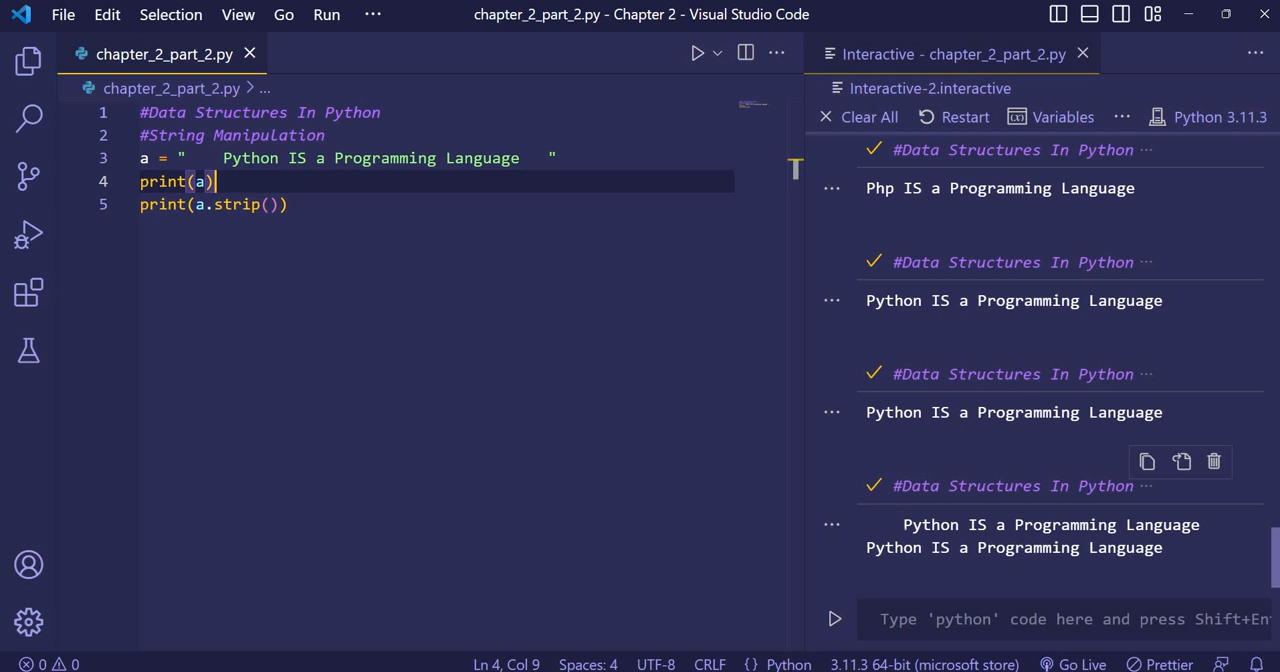 File Edit Selection View Go Run ··· chapter_2_part_2.py - Chapter 2 - Visual Studio Code
chapter_2_part_2.py
chapter_2_part_2.py > ...
1 #Data Structures In Python
2 #String Manipulation
3 a = "    Python IS a Programming Language   "
4 print(a)
5 print(a.strip())
Interactive - chapter_2_part_2.py
Interactive-2.interactive
Clear All Restart Variables ··· Python 3.11.3
#Data Structures In Python ···
Php IS a Programming Language
#Data Structures In Python ···
Python IS a Programming Language
#Data Structures In Python ···
Python IS a Programming Language
#Data Structures In Python ···
    Python IS a Programming Language
Python IS a Programming Language
Type 'python' code here and press Shift+En
0 0 Ln 4, Col 9 Spaces: 4 UTF-8 CRLF {} Python 3.11.3 64-bit (microsoft store) Go Live Prettier